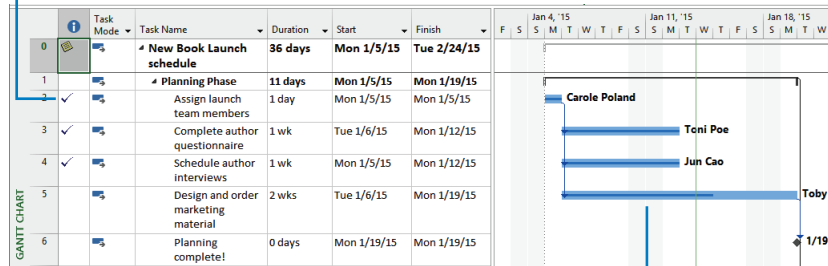 Jan 4, '15 Jan 11, '15 Jan 18, '15
Task
Mode Task Name Duration Start Finish F S S M T W T F S S M T W T F S S M T W
0 New Book Launch 36 days Mon 1/5/15 Tue 2/24/15
schedule
1 Planning Phase 11 days Mon 1/5/15 Mon 1/19/15
2 Assign launch 1 day Mon 1/5/15 Mon 1/5/15 Carole Poland
team members
3 Complete author 1 wk Tue 1/6/15 Mon 1/12/15 Toni Poe
questionnaire
4 Schedule author 1 wk Mon 1/5/15 Mon 1/12/15 Jun Cao
interviews
5 Design and order 2 wks Tue 1/6/15 Mon 1/19/15 Toby
marketing
material
6 Planning 0 days Mon 1/19/15 Mon 1/19/15 1/19
complete!
GANTT CHART